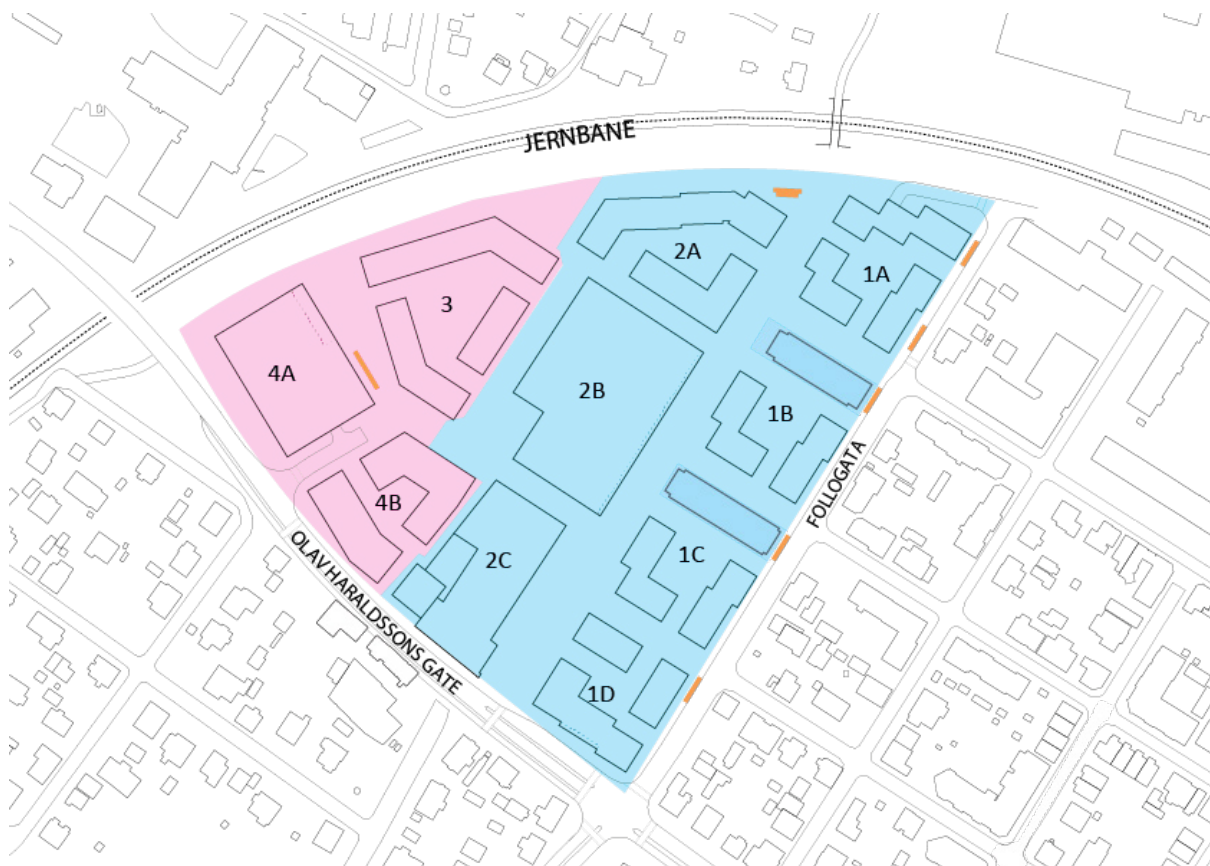 JERNBANE
2A
1A
3
4A
2B
1B
4B
FOLLOGATA
2C
1C
OLAV HARALDSSONS GATE
1D